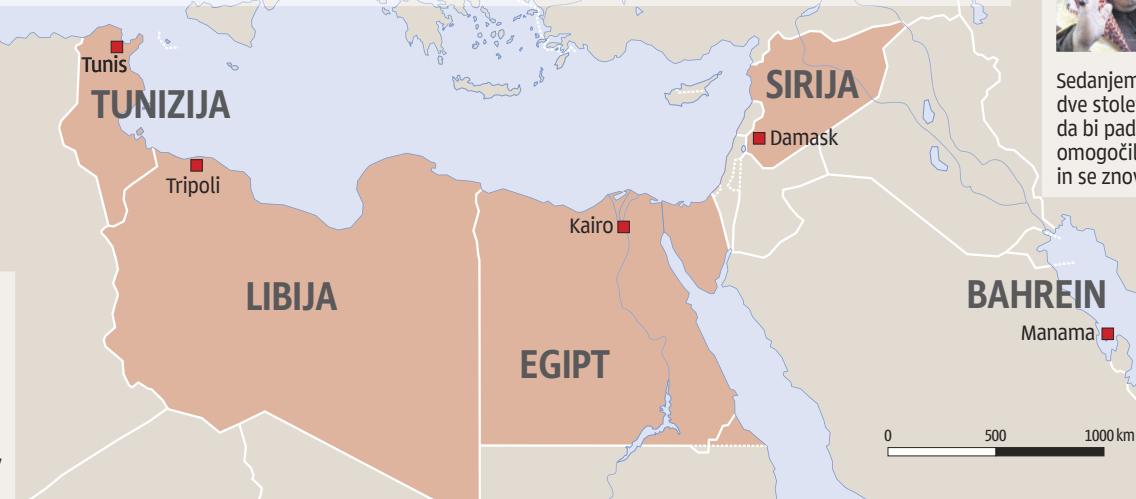 Tunis
TUNIZIJA
Tripoli
LIBIJA
Kairo
EGIPT
SIRIJA
Damask
BAHREIN
Manama
0 500 1000 km
Sedanjem
dve stole
da bi pad
omogočil
in se znov